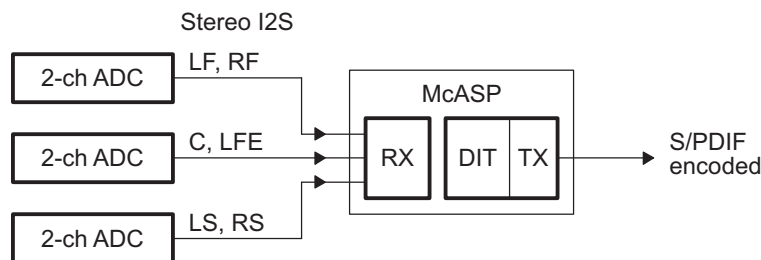 Stereo I2S
2-ch ADC
LF, RF
McASP
2-ch ADC
C, LFE
RX
DIT
TX
S/PDIF
encoded
2-ch ADC
LS, RS